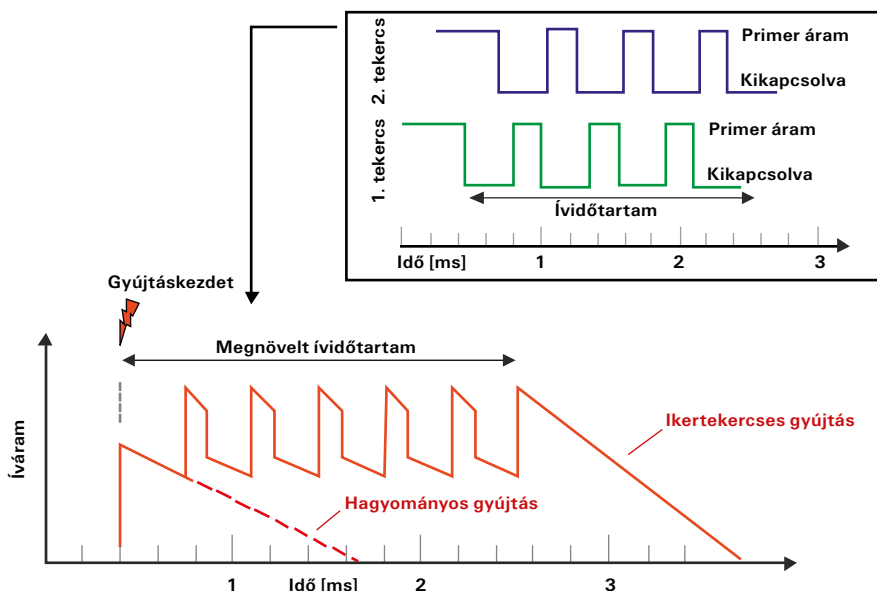 2. tekercs
Primer áram
Kikapcsolva
1. tekercs
Primer áram
Kikapcsolva
Ívidőtartam
Idő [ms]
1
2
3
Gyújtáskezdet
Megnövelt ívidőtartam
Íváram
Ikertekercses gyújtás
Hagyományos gyújtás
1
Idő [ms]
2
3